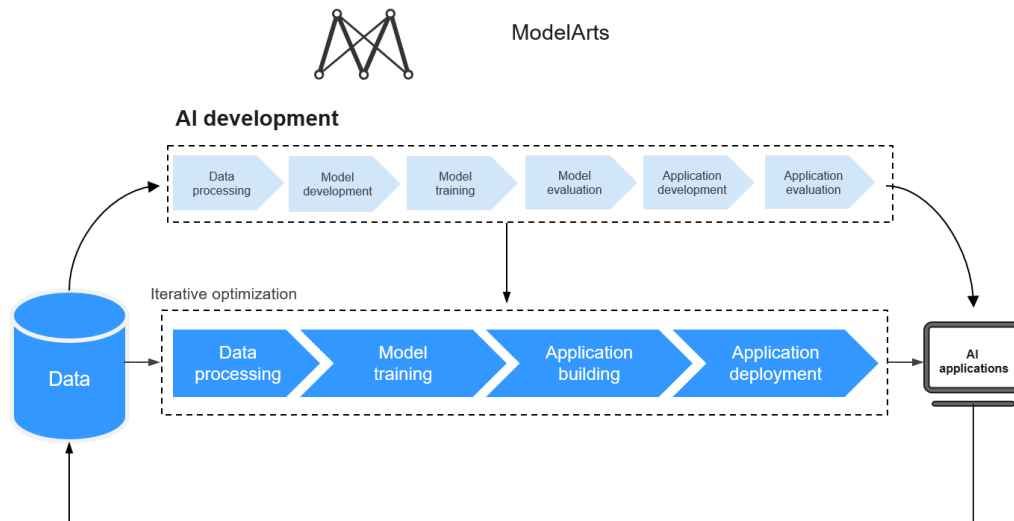 ModelArts
AI development
Data
processing
Model
development
Model
training
Model
evaluation
Application
development
Application
evaluation
Iterative optimization
Data
Data
processing
Model
training
Application
building
Application
deployment
AI
applications